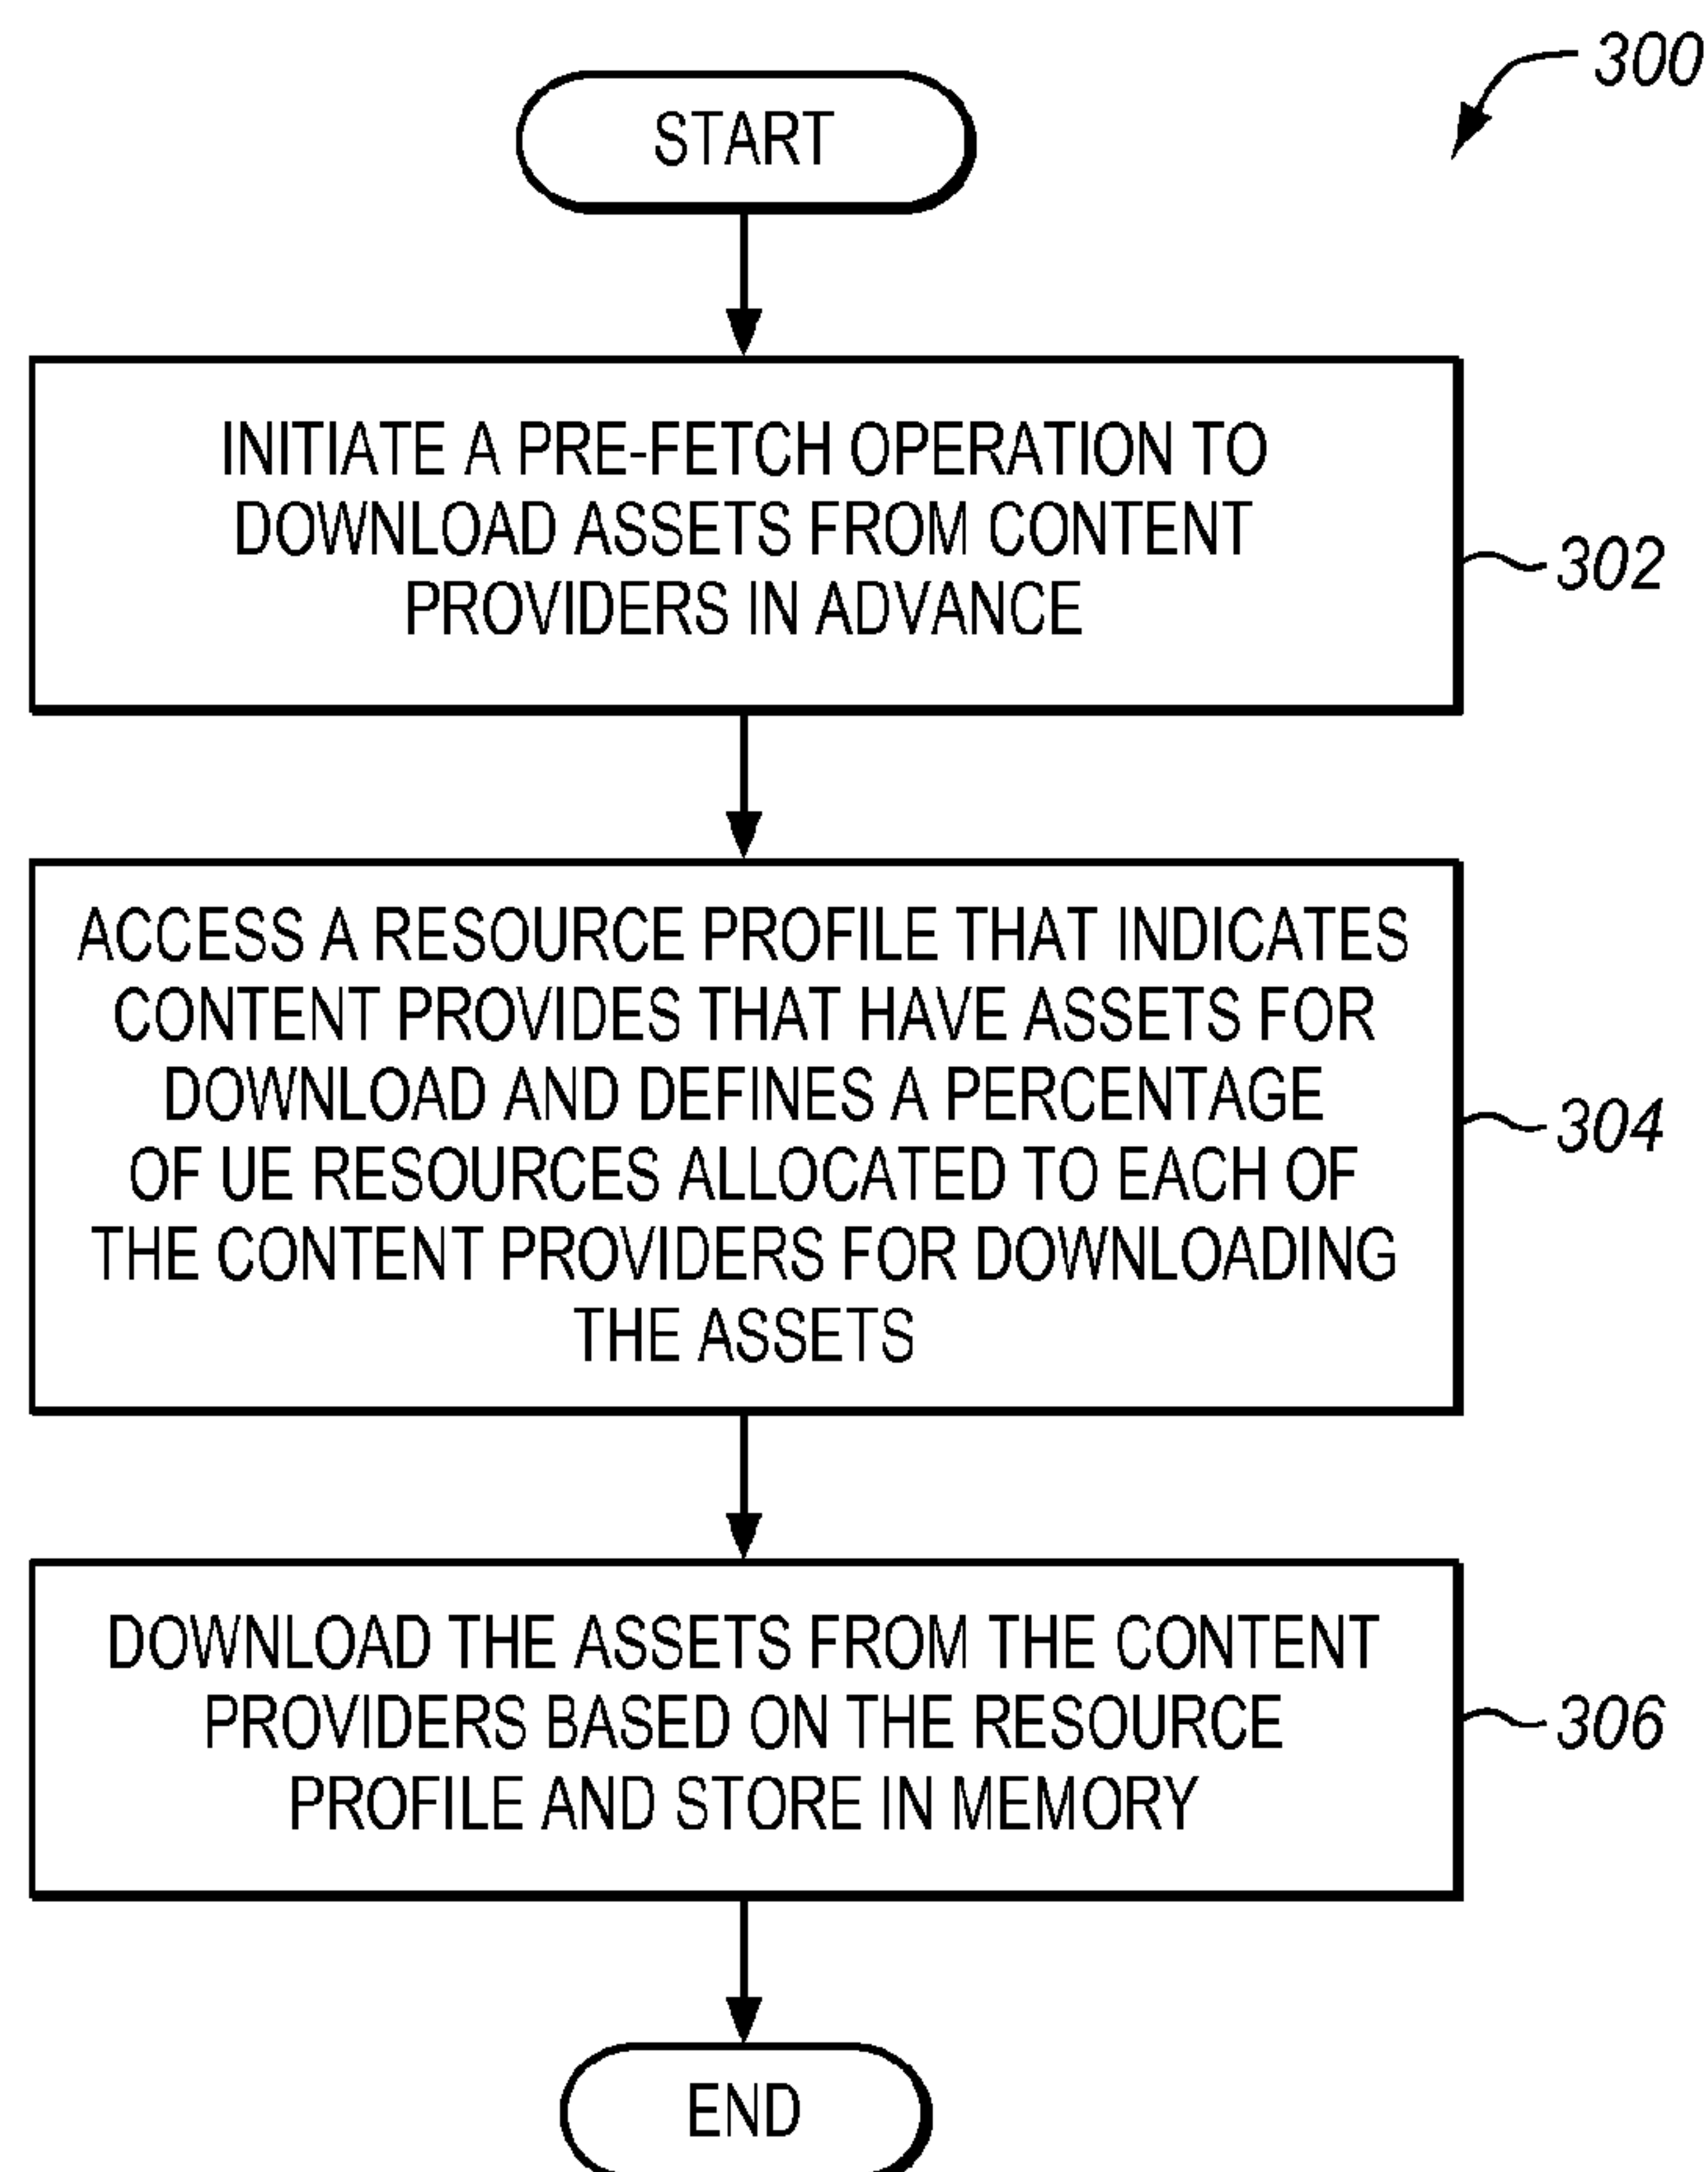 300
START
INITIATE A PRE-FETCH OPERATION TO
DOWNLOAD ASSETS FROM CONTENT
PROVIDERS IN ADVANCE
302
ACCESS A RESOURCE PROFILE THAT INDICATES
CONTENT PROVIDES THAT HAVE ASSETS FOR
DOWNLOAD AND DEFINES A PERCENTAGE
OF UE RESOURCES ALLOCATED TO EACH OF
THE CONTENT PROVIDERS FOR DOWNLOADING
THE ASSETS
304
DOWNLOAD THE ASSETS FROM THE CONTENT
PROVIDERS BASED ON THE RESOURCE
PROFILE AND STORE IN MEMORY
306
END